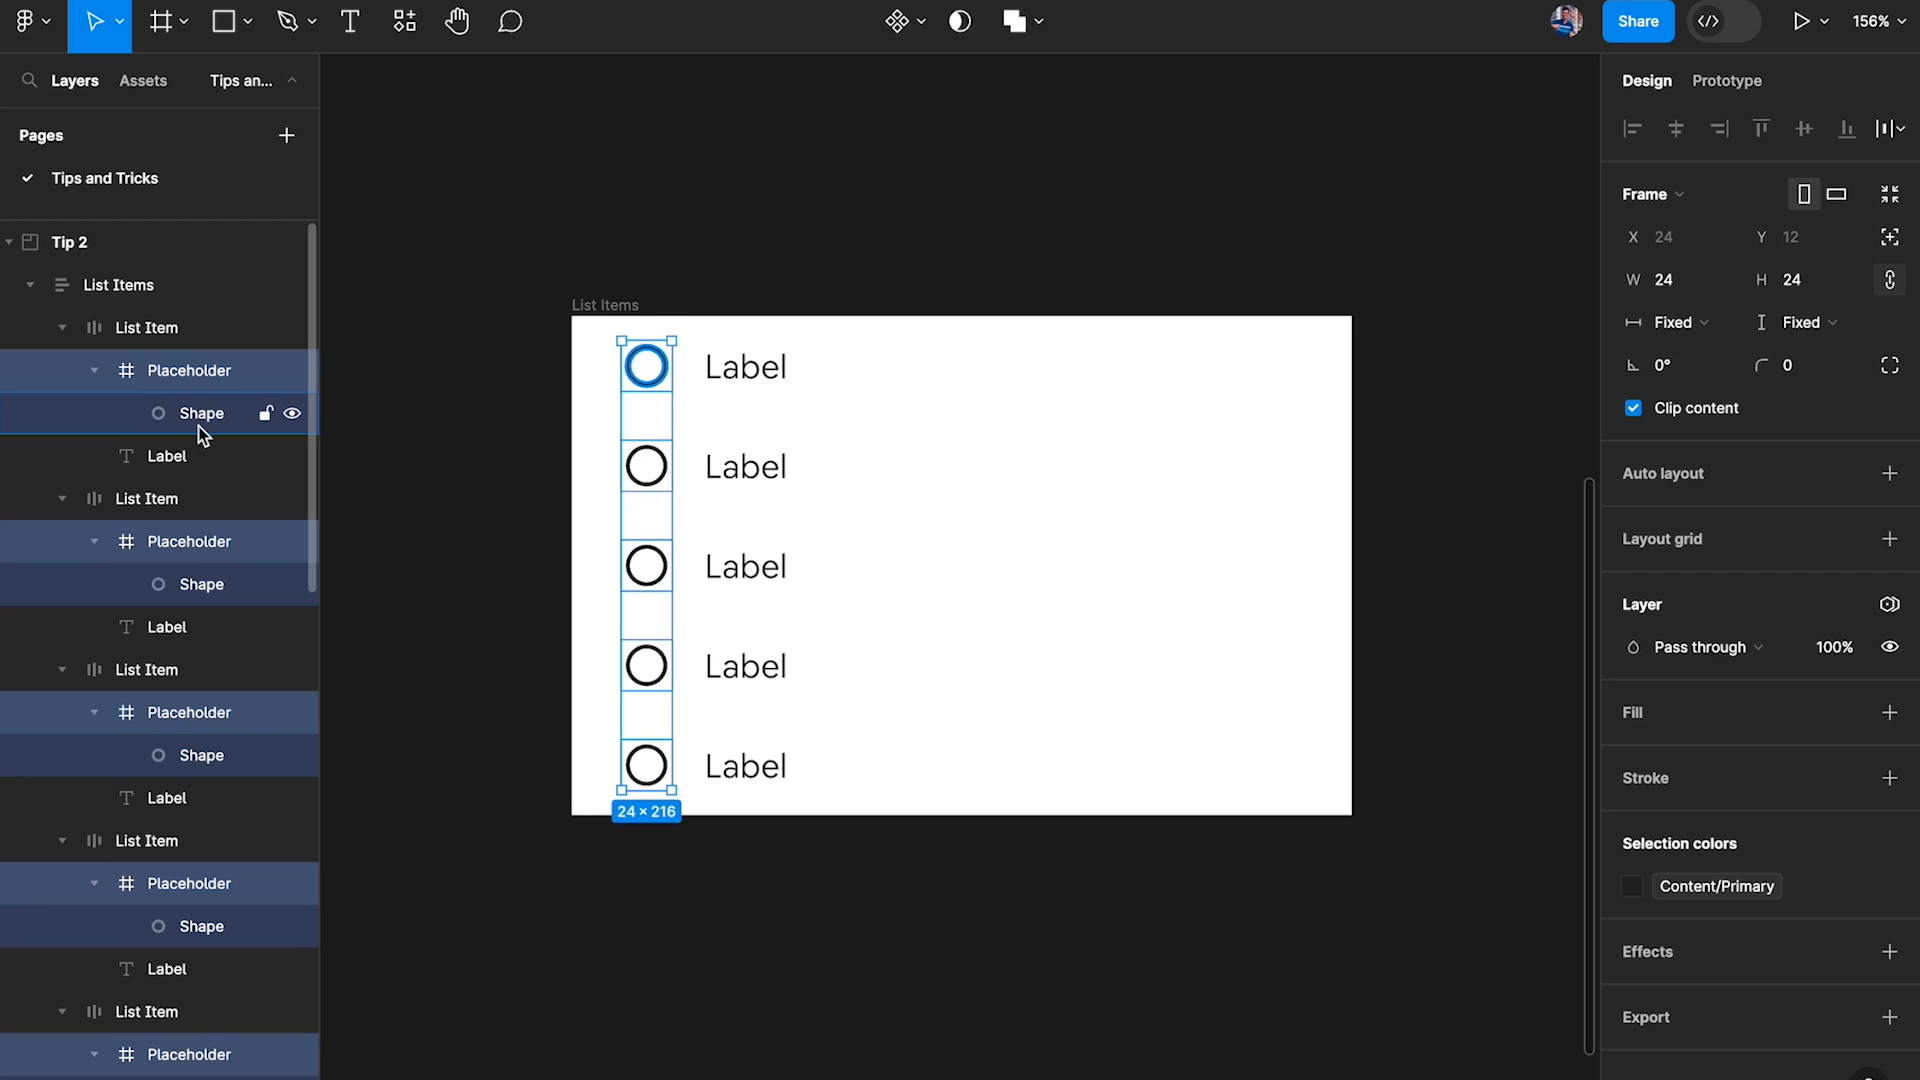 Share
156%
Layers
Assets
Tips an...
Pages
Tips and Tricks
Tip 2
List Items
List Item
Placeholder
Shape
Label
List Item
Placeholder
Shape
Label
List Item
Placeholder
Shape
Label
List Item
Placeholder
Shape
Label
List Item
Placeholder
List Items
Label
Label
Label
Label
Label
24 × 216
Design
Prototype
Frame
X 24
Y 12
W 24
H 24
Fixed
Fixed
0°
0
Clip content
Auto layout
Layout grid
Layer
Pass through
100%
Fill
Stroke
Selection colors
Content/Primary
Effects
Export